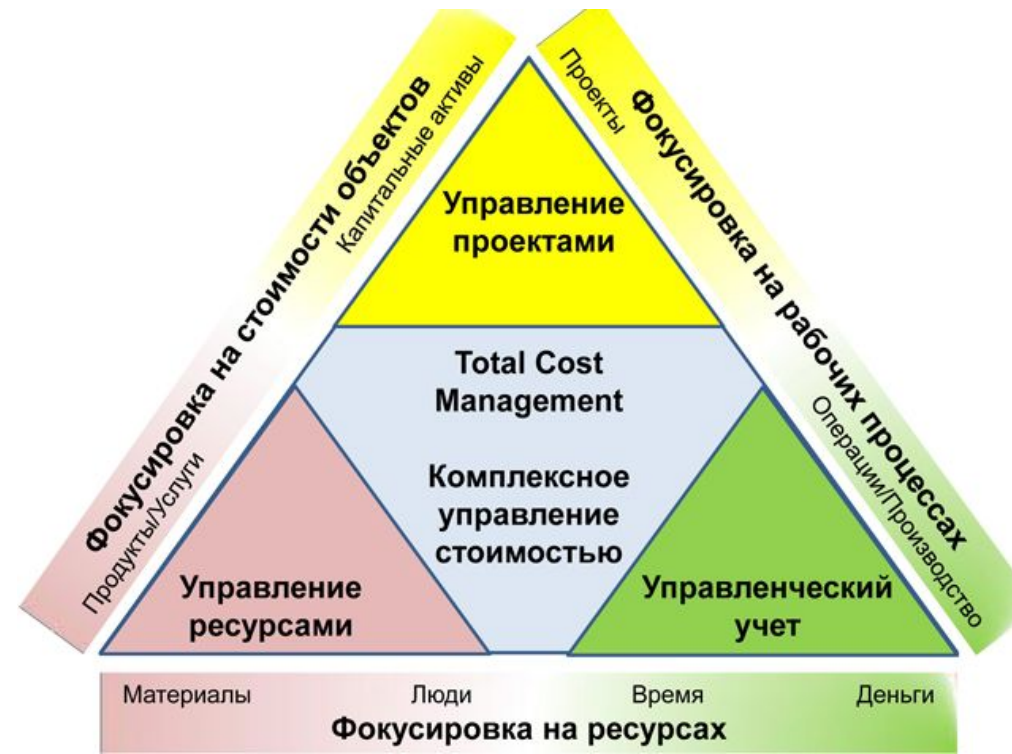 Фокусировка на стоимости объектов
Капитальные активы
Продукты/Услуги
Проекты
Фокусировка на рабочих процессах
Операции/Производство
Управление
проектами
Total Cost
Management
Комплексное
управление
стоимостью
Управление
ресурсами
Управленческий
учет
Материалы Люди Время Деньги
Фокусировка на ресурсах